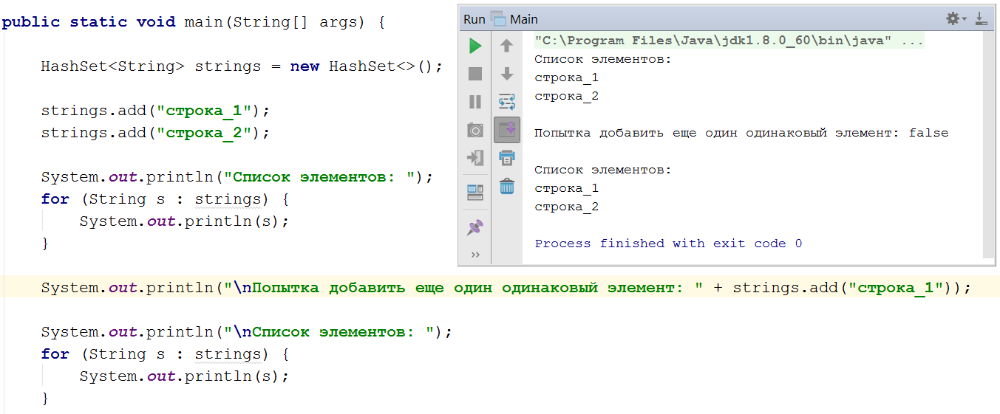 public static void main(String[] args) {
HashSet<String> strings = new HashSet<>();
strings.add("строка_1");
strings.add("строка_2");
System.out.println("Список элементов: ");
for (String s : strings) {
System.out.println(s);
}
System.out.println("\nПопытка добавить еще один одинаковый элемент: " + strings.add("строка_1"));
System.out.println("\nСписок элементов: ");
for (String s : strings) {
System.out.println(s);
}
Run Main
"C:\Program Files\Java\jdk1.8.0_60\bin\java" ...
Список элементов:
строка_1
строка_2
Попытка добавить еще один одинаковый элемент: false
Список элементов:
строка_1
строка_2
Process finished with exit code 0